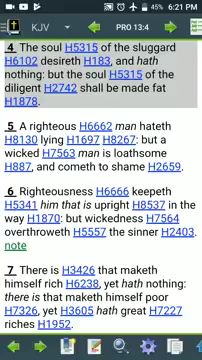 45% 6:21 PM
KJV PRO 13:4
4 The soul H5315 of the sluggard
H6102 desireth H183, and hath
nothing: but the soul H5315 of the
diligent H2742 shall be made fat
H1878.
5 A righteous H6662 man hateth
H8130 lying H1697 H8267: but a
wicked H7563 man is loathsome
H887, and cometh to shame H2659.
6 Righteousness H6666 keepeth
H5341 him that is upright H8537 in the
way H1870: but wickedness H7564
overthroweth H5557 the sinner H2403.
note
7 There is H3426 that maketh
himself rich H6238, yet hath nothing:
there is that maketh himself poor
H7326, yet H3605 hath great H7227
riches H1952.